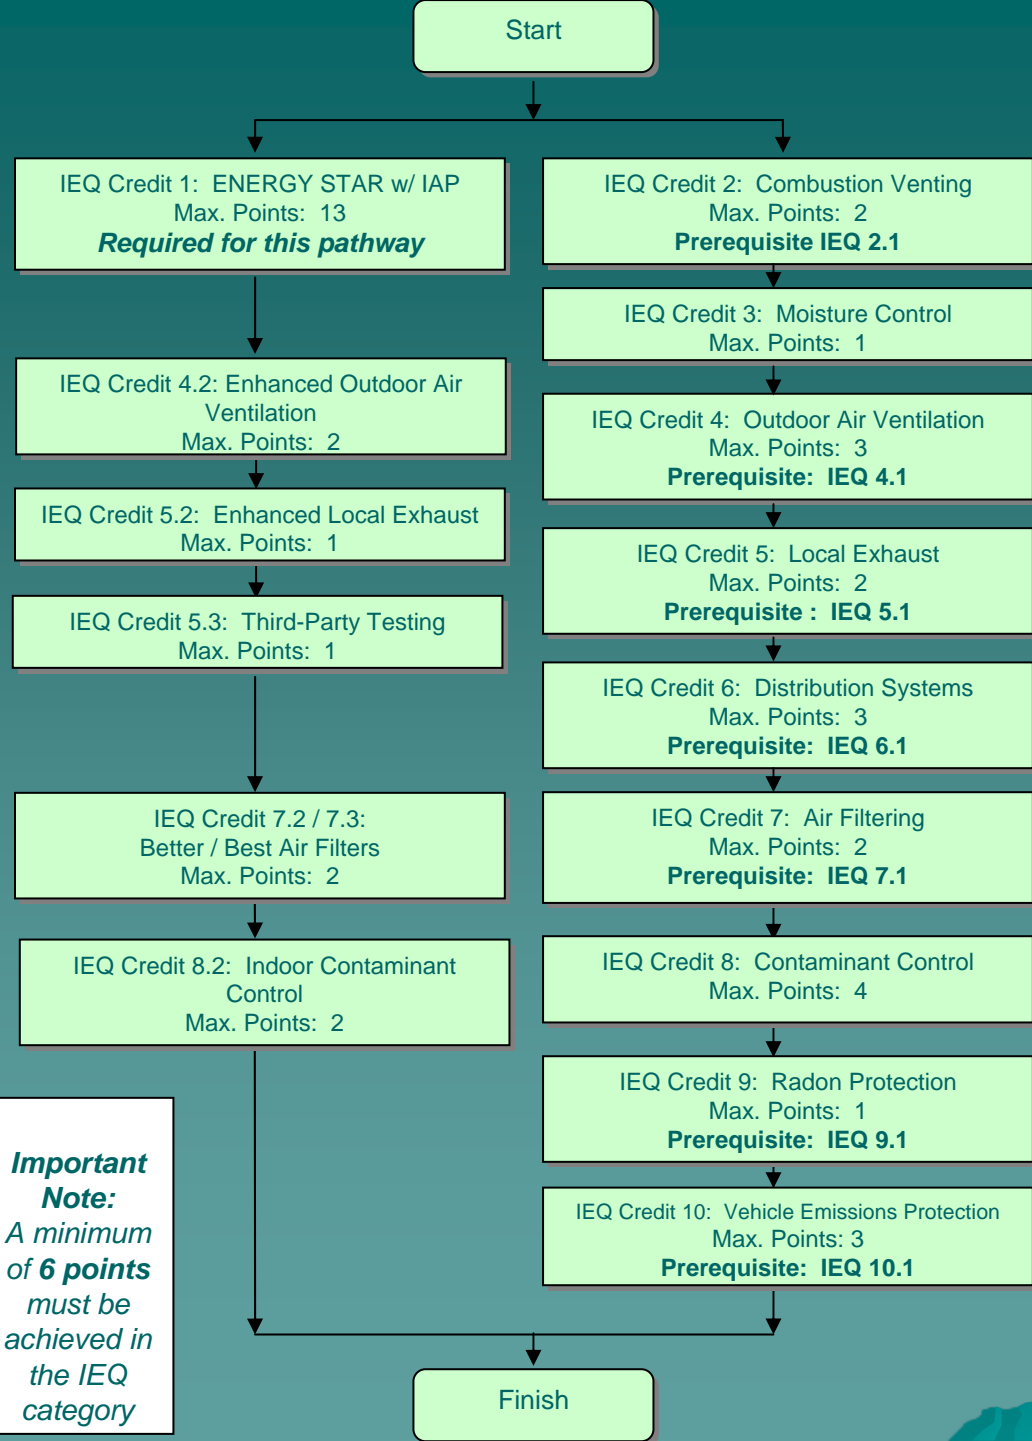 Start
IEQ Credit 1: ENERGY STAR w/ IAP
Max. Points: 13
Required for this pathway
IEQ Credit 4.2: Enhanced Outdoor Air
Ventilation
Max. Points: 2
IEQ Credit 5.2: Enhanced Local Exhaust
Max. Points: 1
IEQ Credit 5.3: Third-Party Testing
Max. Points: 1
IEQ Credit 7.2 / 7.3:
Better / Best Air Filters
Max. Points: 2
IEQ Credit 8.2: Indoor Contaminant
Control
Max. Points: 2
IEQ Credit 2: Combustion Venting
Max. Points: 2
Prerequisite IEQ 2.1
IEQ Credit 3: Moisture Control
Max. Points: 1
IEQ Credit 4: Outdoor Air Ventilation
Max. Points: 3
Prerequisite: IEQ 4.1
IEQ Credit 5: Local Exhaust
Max. Points: 2
Prerequisite : IEQ 5.1
IEQ Credit 6: Distribution Systems
Max. Points: 3
Prerequisite: IEQ 6.1
IEQ Credit 7: Air Filtering
Max. Points: 2
Prerequisite: IEQ 7.1
IEQ Credit 8: Contaminant Control
Max. Points: 4
IEQ Credit 9: Radon Protection
Max. Points: 1
Prerequisite: IEQ 9.1
IEQ Credit 10: Vehicle Emissions Protection
Max. Points: 3
Prerequisite: IEQ 10.1
Important
Note:
A minimum
of 6 points
must be
achieved in
the IEQ
category
Finish